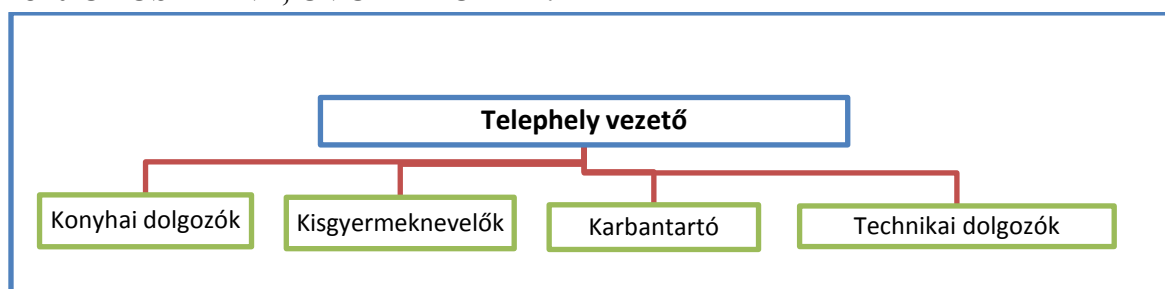 Telephely vezető
Konyhai dolgozók
Kisgyermeknevelők
Karbantartó
Technikai dolgozók